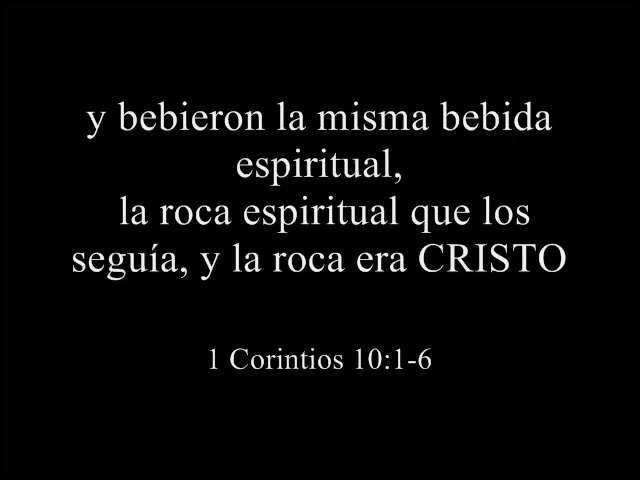 y bebieron la misma bebida
espiritual,
la roca espiritual que los
seguía, y la roca era CRISTO
1 Corintios 10:1-6